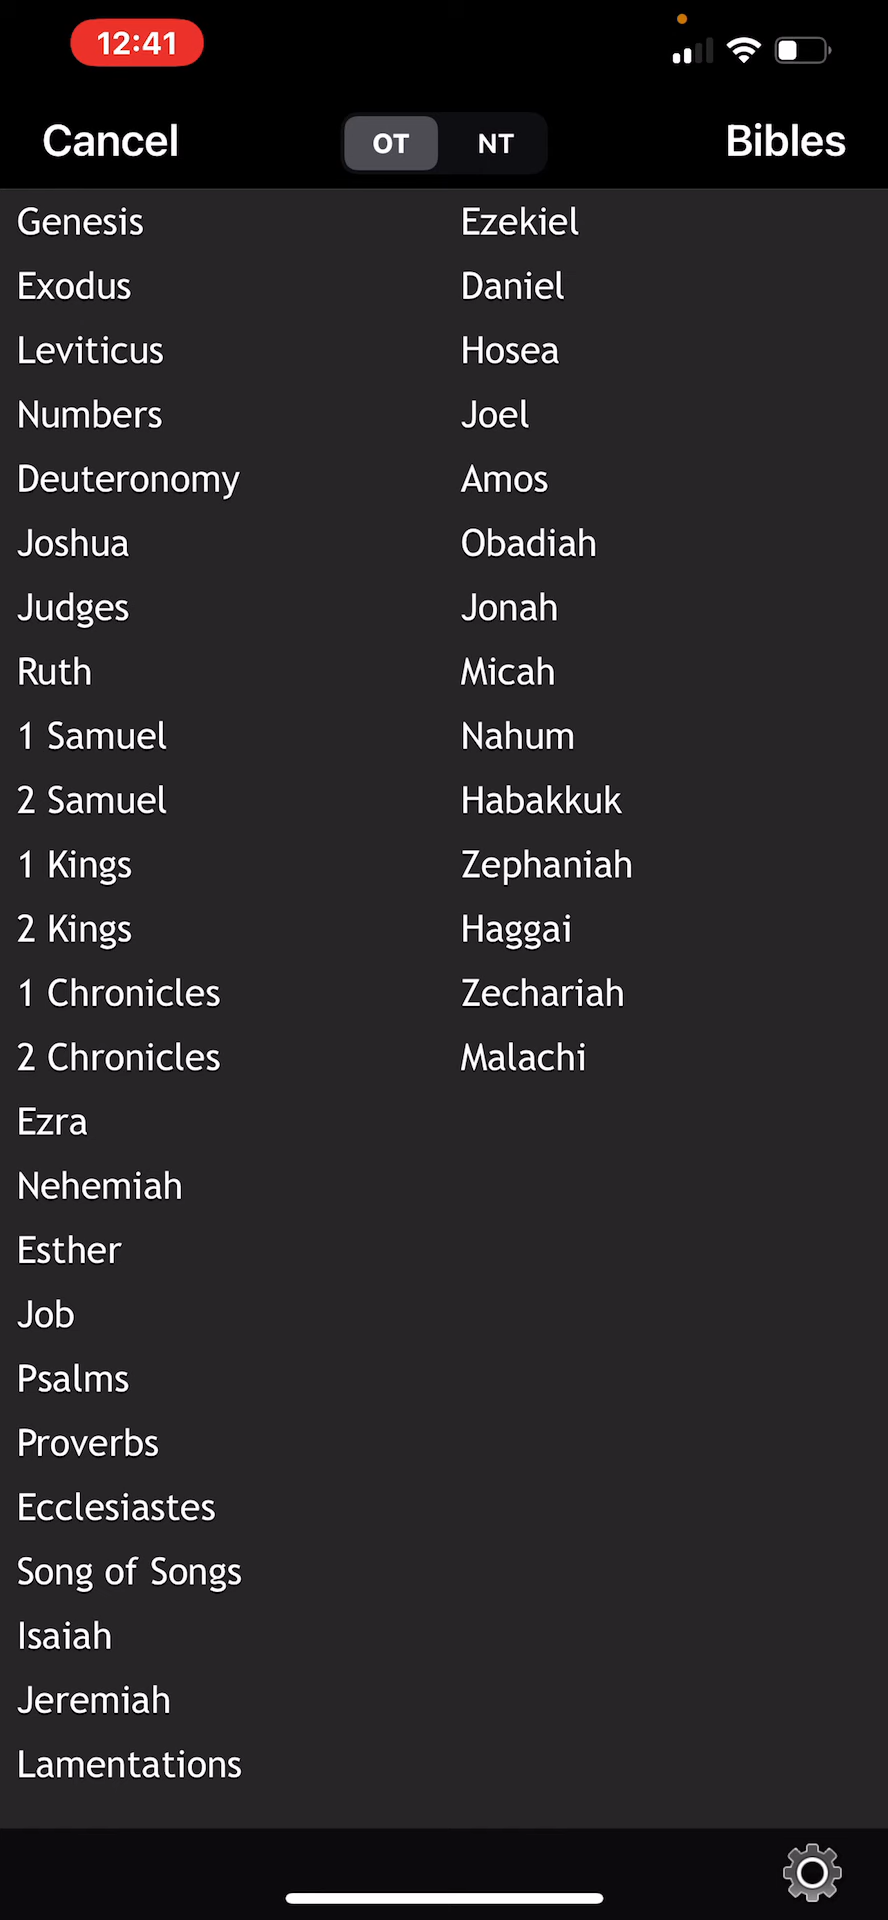 12:41
Cancel
OT
NT
Bibles
Genesis
Exodus
Leviticus
Numbers
Deuteronomy
Joshua
Judges
Ruth
1 Samuel
2 Samuel
1 Kings
2 Kings
1 Chronicles
2 Chronicles
Ezra
Nehemiah
Esther
Job
Psalms
Proverbs
Ecclesiastes
Song of Songs
Isaiah
Jeremiah
Lamentations
Ezekiel
Daniel
Hosea
Joel
Amos
Obadiah
Jonah
Micah
Nahum
Habakkuk
Zephaniah
Haggai
Zechariah
Malachi